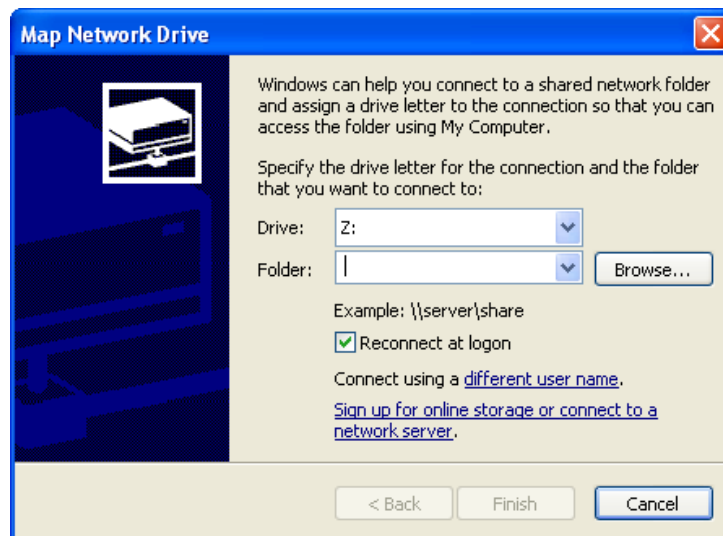 Map Network Drive
Windows can help you connect to a shared network folder
and assign a drive letter to the connection so that you can
access the folder using My Computer.
Specify the drive letter for the connection and the folder
that you want to connect to:
Drive: Z:
Folder: Browse...
Example: \\server\share
Reconnect at logon
Connect using a different user name.
Sign up for online storage or connect to a
network server.
< Back Finish Cancel